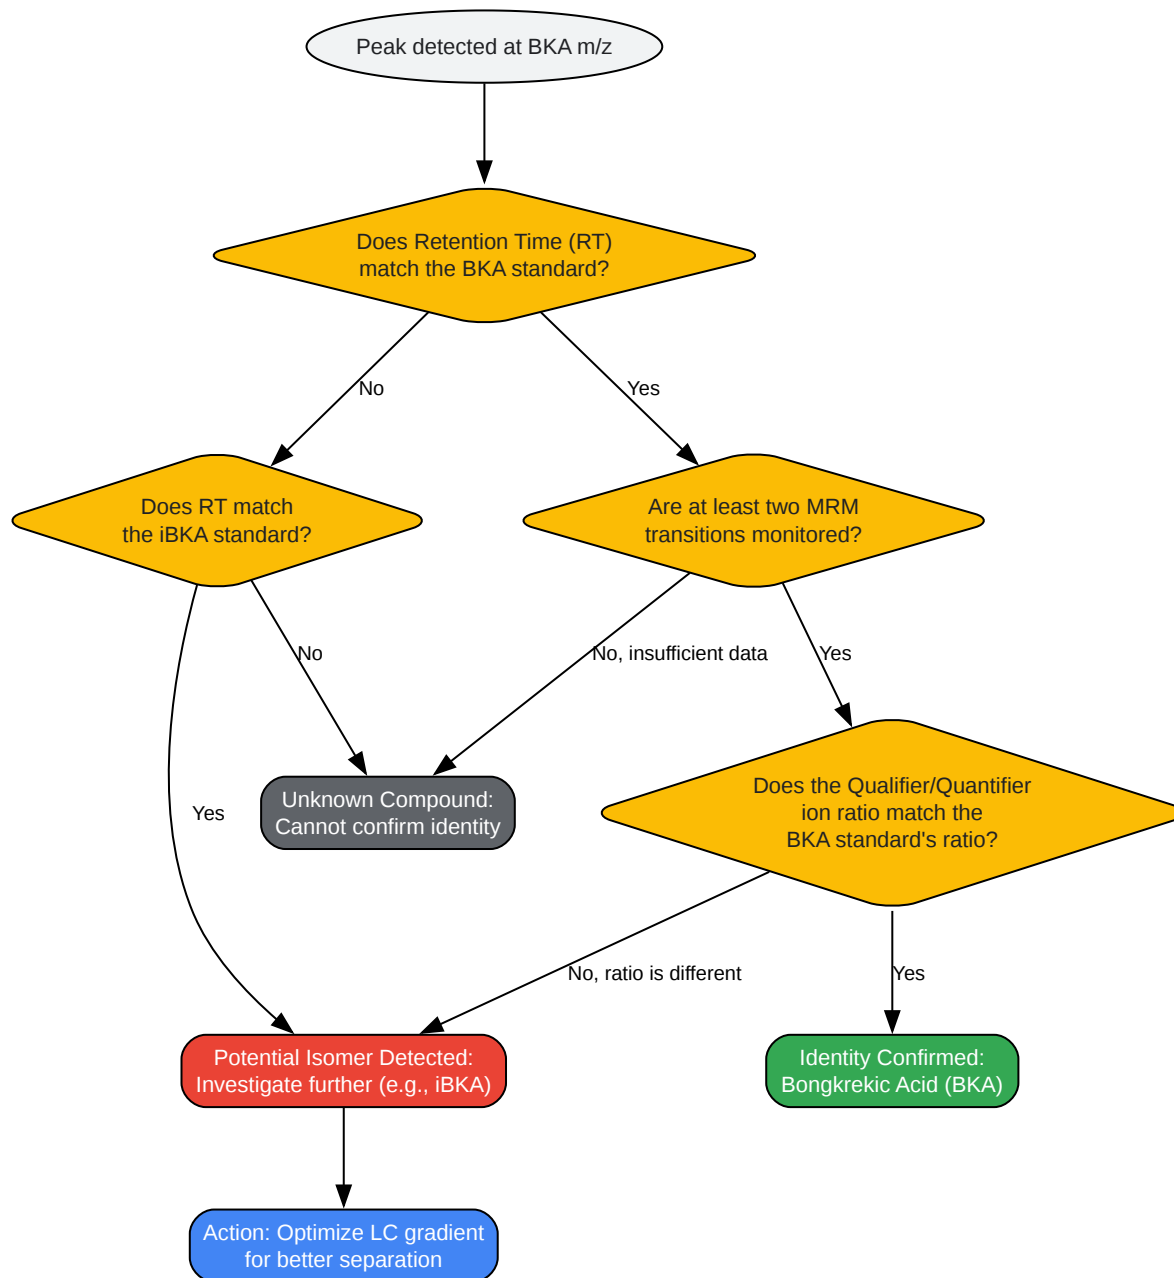 Peak detected at BKA m/z
Does Retention Time (RT)
match the BKA standard?
No
Yes
Does RT match
the iBKA standard?
Are at least two MRM
transitions monitored?
No
No, insufficient data
Yes
Unknown Compound:
Cannot confirm identity
Does the Qualifier/Quantifier
ion ratio match the
BKA standard's ratio?
Yes
No, ratio is different
Yes
Potential Isomer Detected:
Investigate further (e.g., iBKA)
Identity Confirmed:
Bongkrekic Acid (BKA)
Action: Optimize LC gradient
for better separation